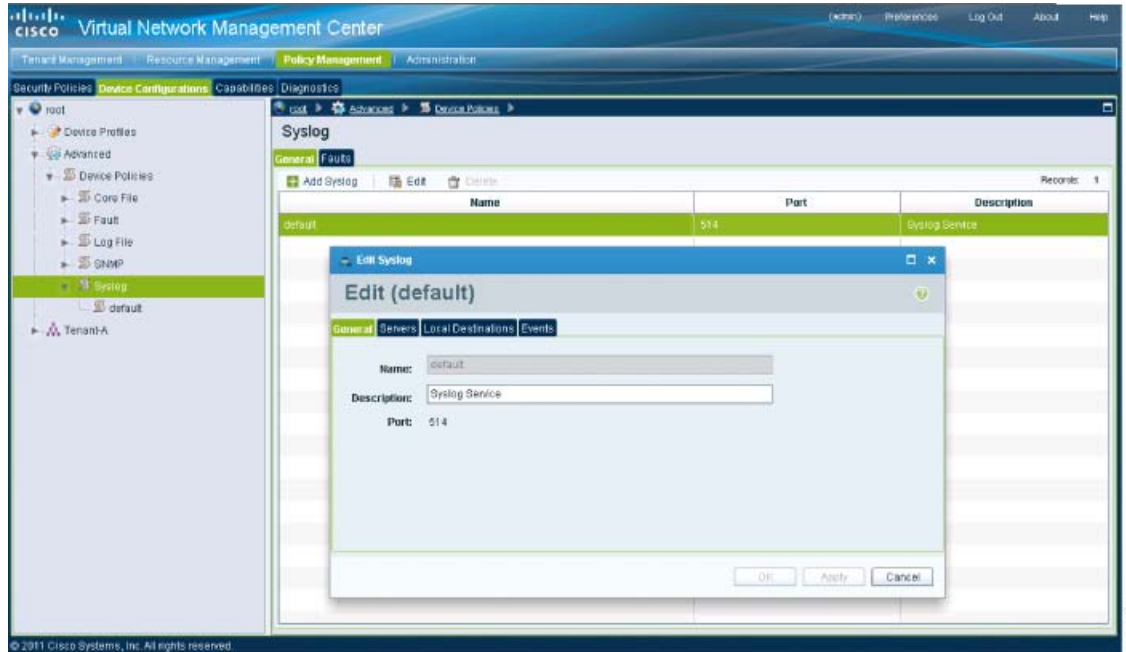 cisco Virtual Network Management Center
(admin) Preferences Log Out About Help
Tenant Management Resource Management Policy Management Administration
Security Policies Device Configurations Capabilities Diagnostics
root
Device Profiles
Advanced
Device Policies
Core File
Fault
Log File
SNMP
Syslog
default
Tenant-A
root Advanced Device Policies
Syslog
General Faults
Add Syslog Edit Delete Records: 1
Name Port Description
default 514 Syslog Service
Edit Syslog
Edit (default)
General Servers Local Destinations Events
Name: default
Description: Syslog Service
Port: 514
OK Apply Cancel
© 2011 Cisco Systems, Inc. All rights reserved.